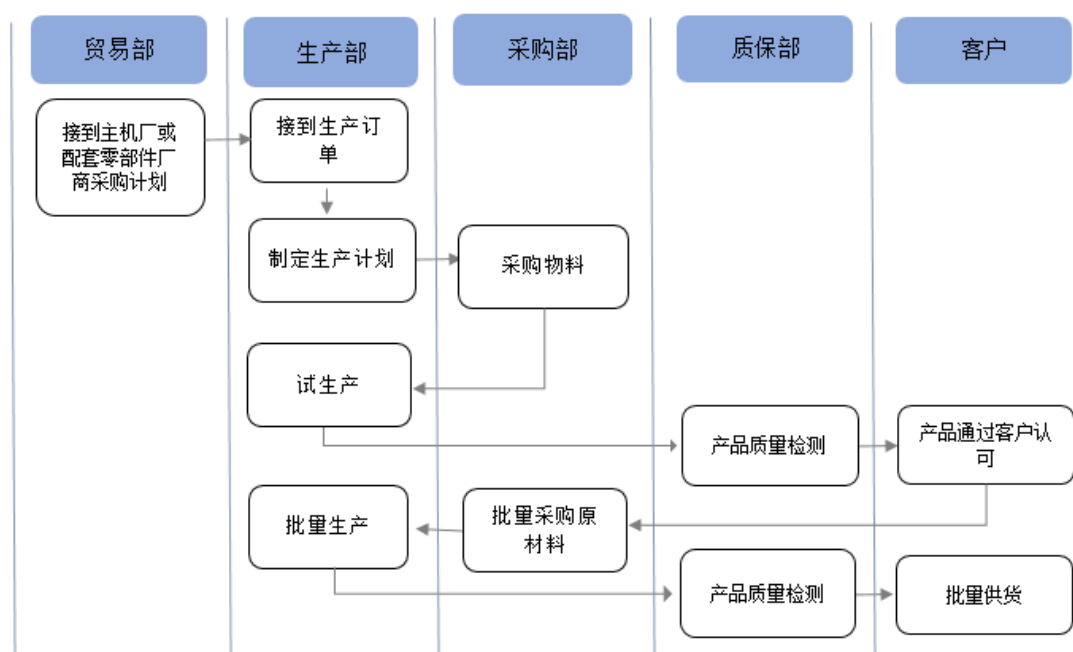 贸易部
生产部
采购部
质保部
客户
接到主机厂或
配套零部件厂
商采购计划
接到生产订
单
制定生产计划
采购物料
试生产
产品质量检测
产品通过客户认
可
批量生产
批量采购原
材料
产品质量检测
批量供货